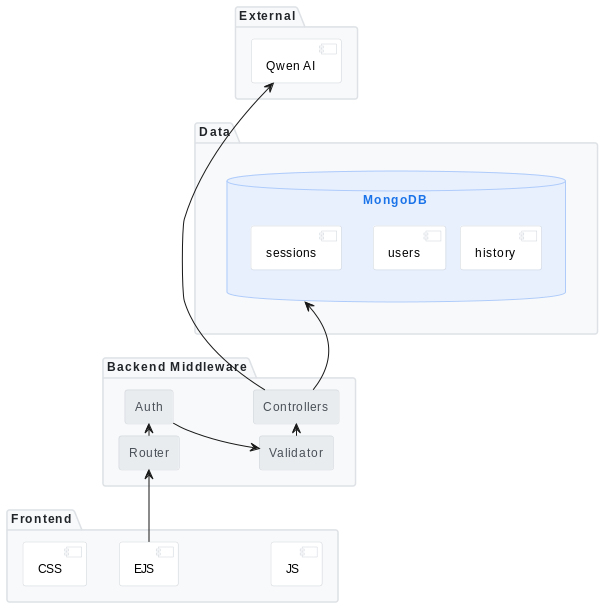 External
Qwen AI
Data
MongoDB
sessions
users
history
Backend Middleware
Auth
Controllers
Router
Validator
Frontend
CSS
EJS
JS